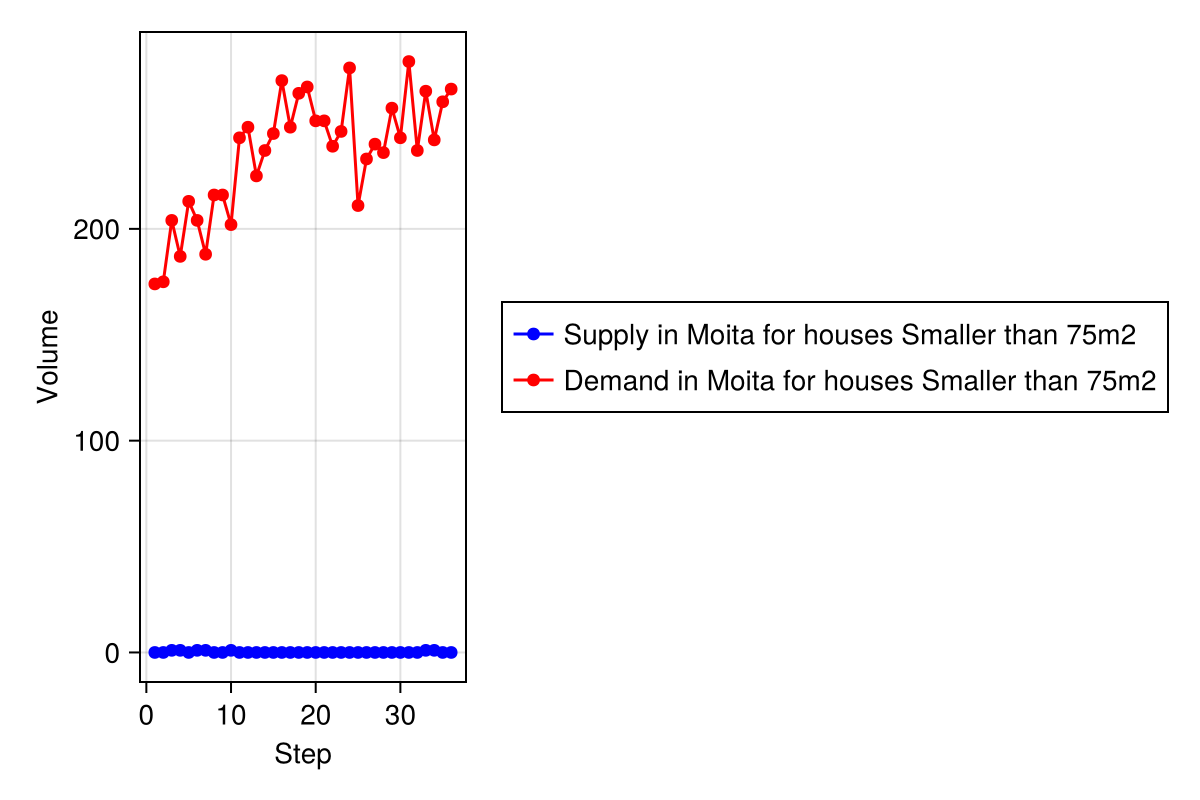 Volume
200
100
0
0 10 20 30
Step
Supply in Moita for houses Smaller than 75m2
Demand in Moita for houses Smaller than 75m2